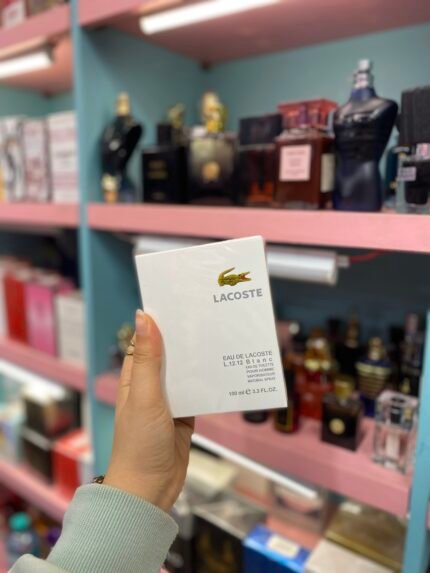 LACOSTE
EAU DE LACOSTE
L.12.12 Blanc
EAU DE TOILETTE
POUR HOMME
VAPORISATEUR
NATURAL SPRAY
100 ml ℮ 3.3 FL.OZ.